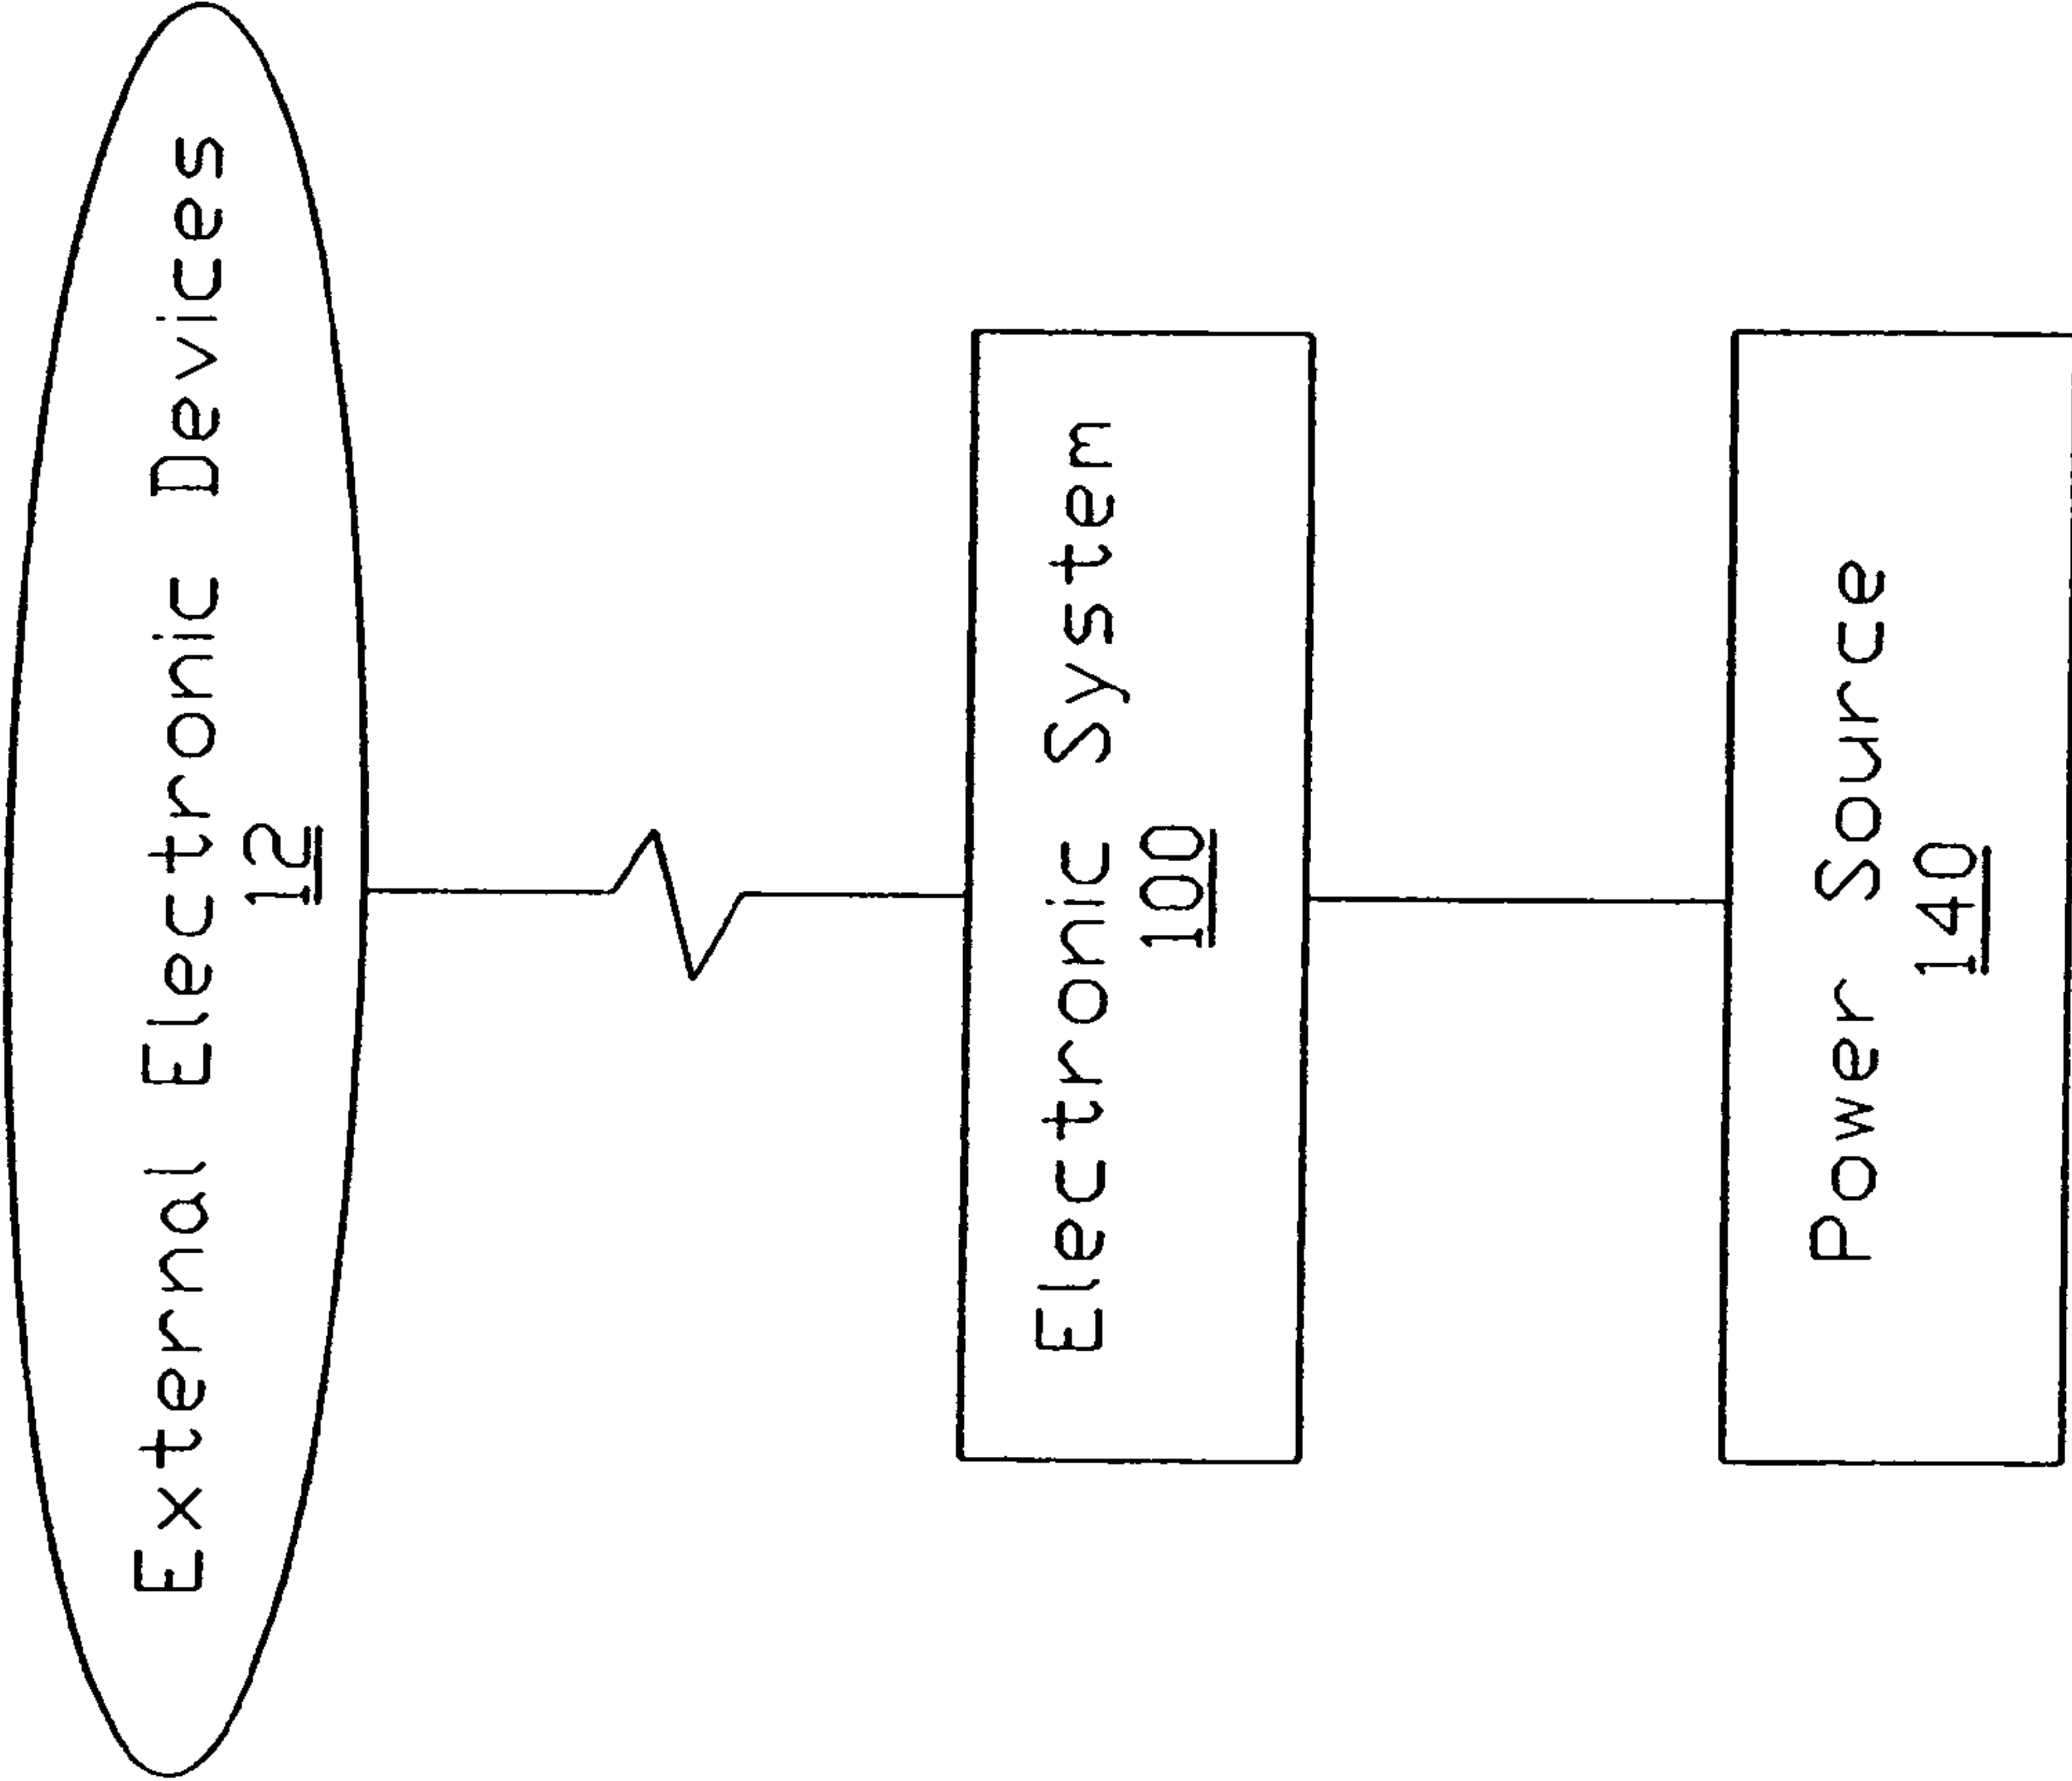 External Electronic Devices
12
Electronic System
100
Power Source
140